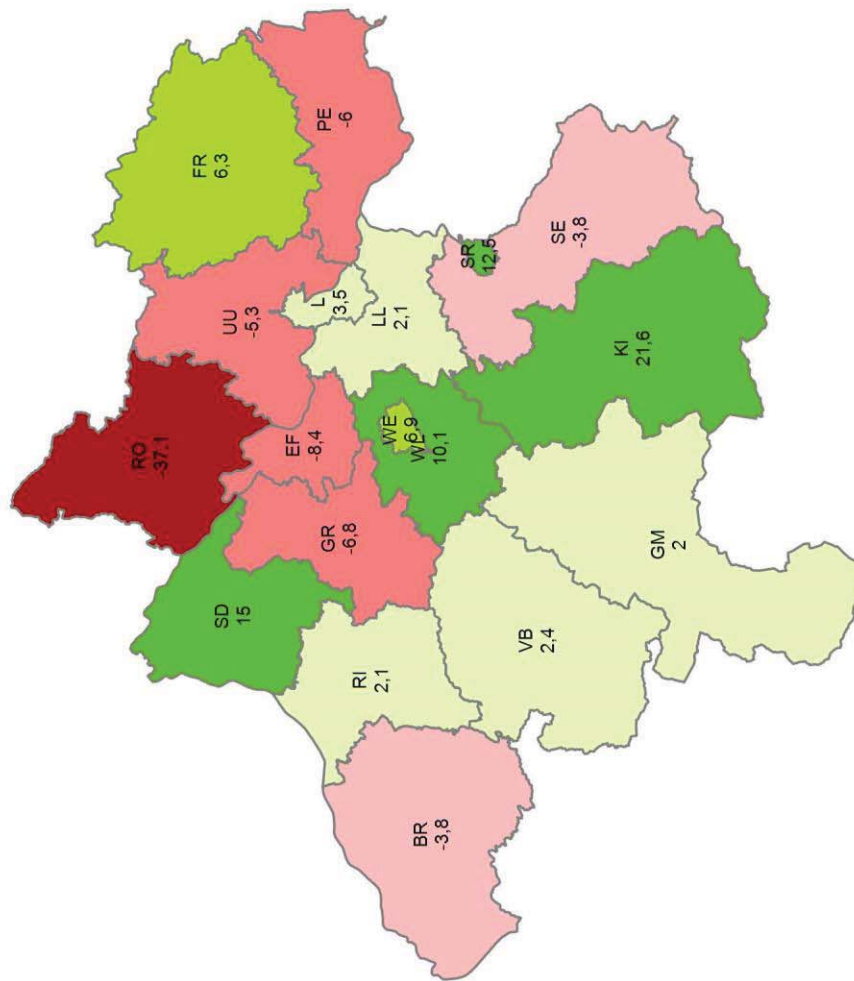 RO
-37,1
FR
6,3
SD
15
UU
-5,3
EF
-8,4
L
3,5
PE
-6
GR
-6,8
RI
2,1
LL
2,1
WE
6,9
WL
10,1
BR
-3,8
SR
12,5
VB
2,4
SE
-3,8
KI
21,6
GM
2